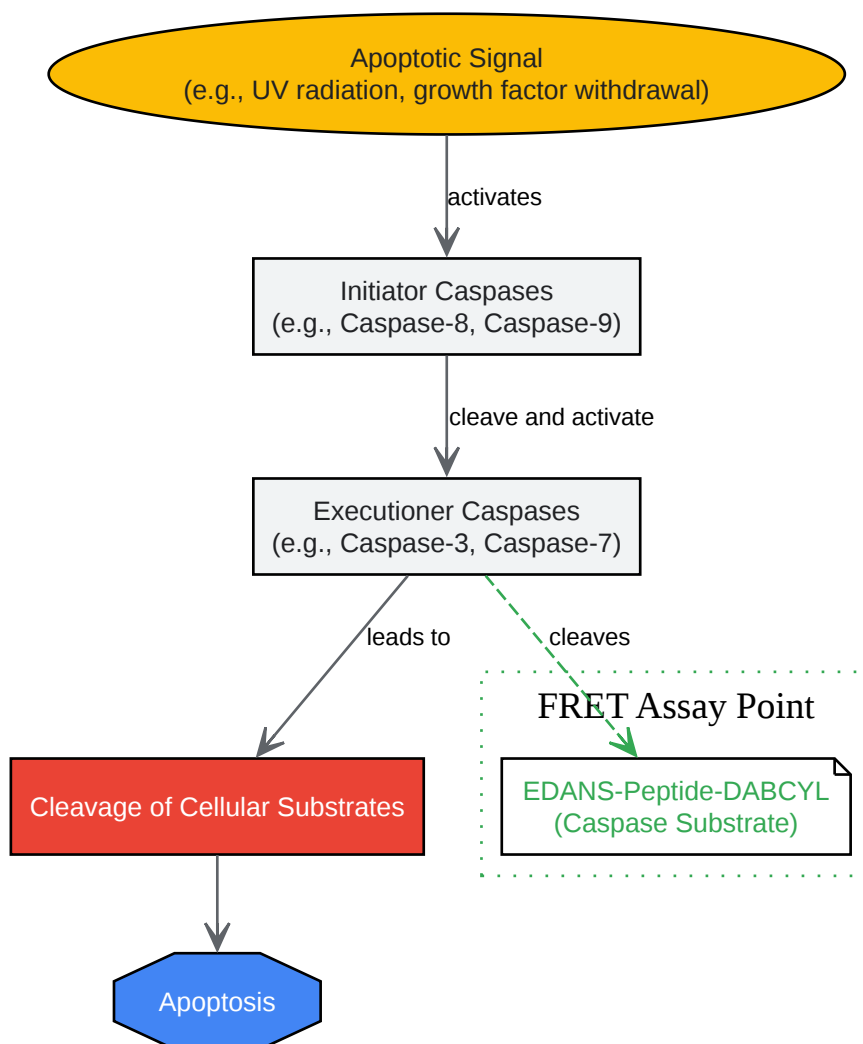 Apoptotic Signal
(e.g., UV radiation, growth factor withdrawal)
activates
Initiator Caspases
(e.g., Caspase-8, Caspase-9)
cleave and activate
Executioner Caspases
(e.g., Caspase-3, Caspase-7)
leads to
cleaves
FRET Assay Point
Cleavage of Cellular Substrates
EDANS-Peptide-DABCYL
(Caspase Substrate)
Apoptosis